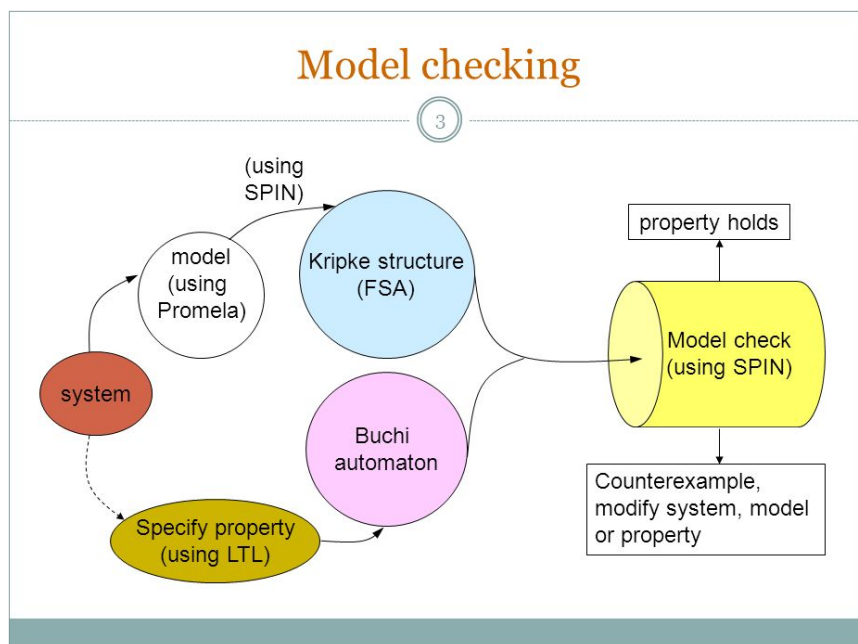 Model checking
3
(using
SPIN)
model
(using
Promela)
Kripke structure
(FSA)
property holds
Model check
(using SPIN)
system
Buchi
automaton
Specify property
(using LTL)
Counterexample,
modify system, model
or property